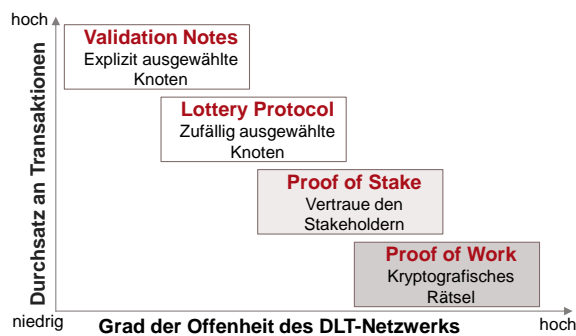 hoch
Durchsatz an Transaktionen
Validation Notes
Explizit ausgewählte
Knoten
Lottery Protocol
Zufällig ausgewählte
Knoten
Proof of Stake
Vertraue den
Stakeholdern
Proof of Work
Kryptografisches
Rätsel
niedrig
Grad der Offenheit des DLT-Netzwerks
hoch